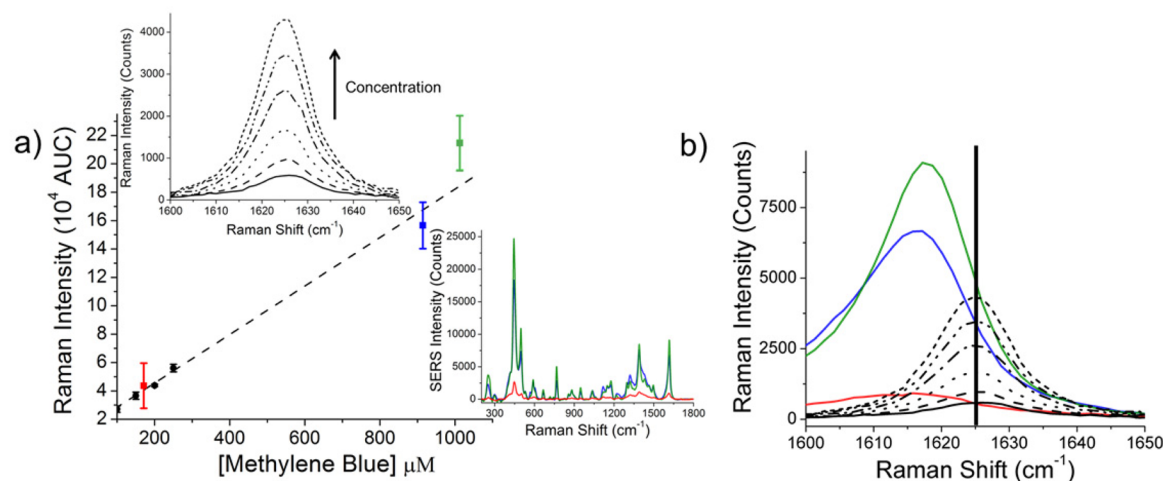 a)
Raman Intensity (10⁴ AUC)
22
20
18
16
14
12
10
8
6
4
2
200 400 600 800 1000
[Methylene Blue] μM
Raman Intensity (Counts)
4000
3000
2000
1000
0
1600 1610 1620 1630 1640 1650
Raman Shift (cm⁻¹)
Concentration
SERS Intensity (Counts)
25000
20000
15000
10000
5000
0
300 600 900 1200 1500 1800
Raman Shift (cm⁻¹)
b)
Raman Intensity (Counts)
7500
5000
2500
0
1600 1610 1620 1630 1640 1650
Raman Shift (cm⁻¹)